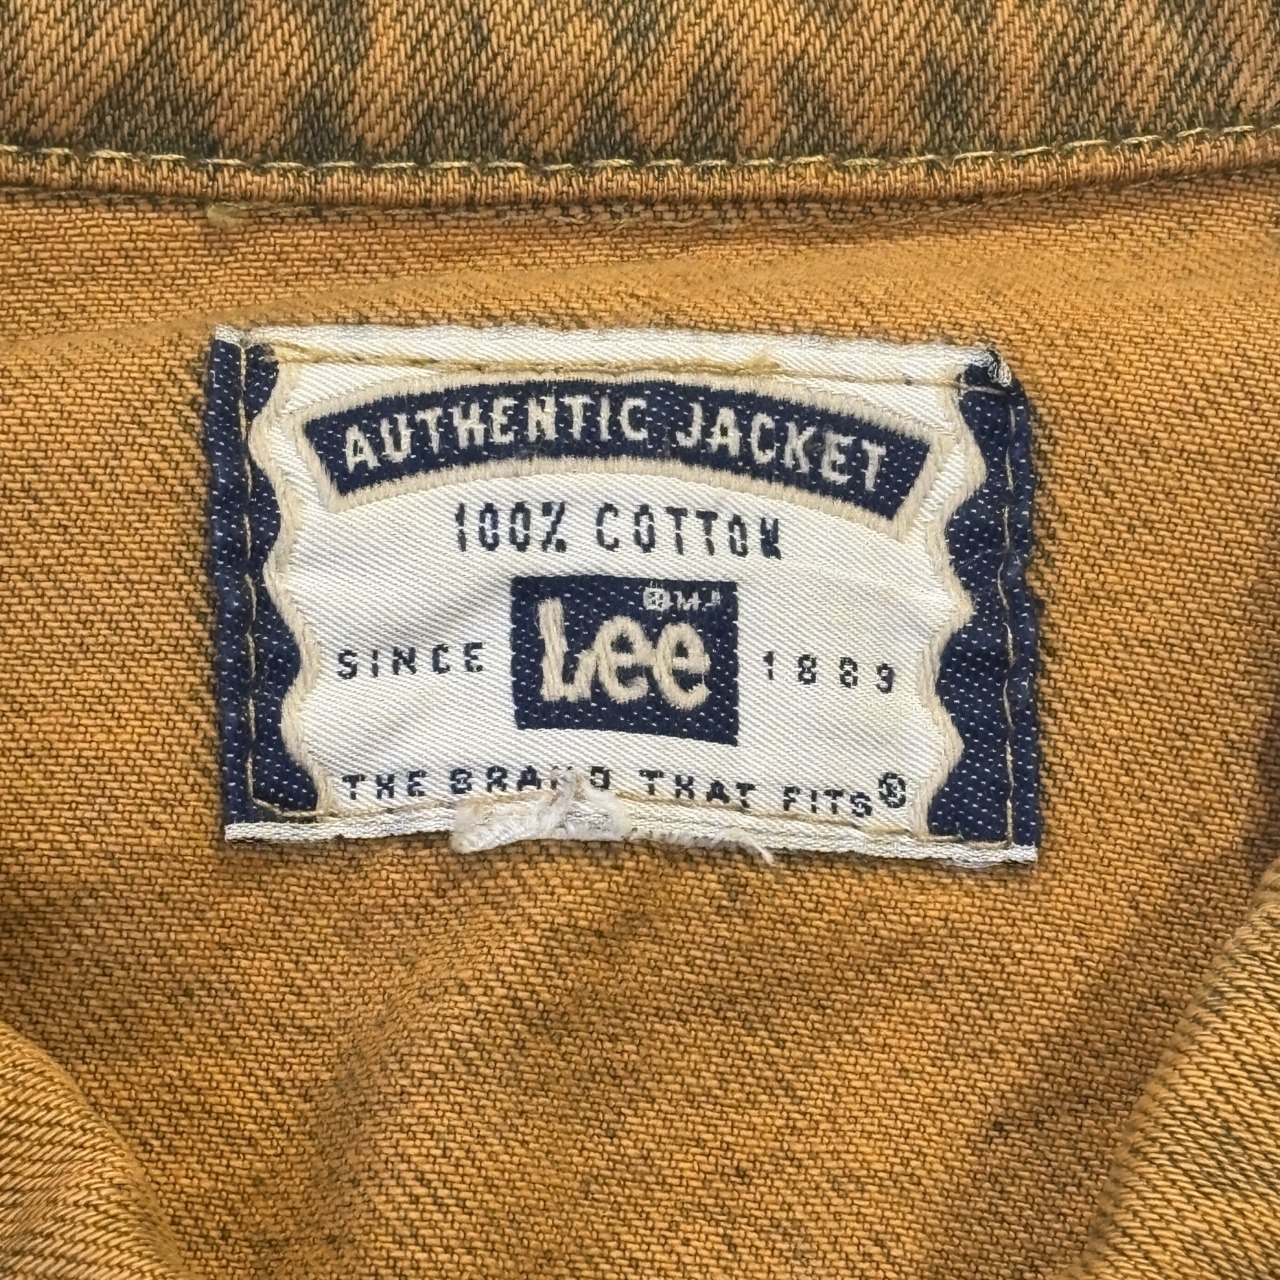 AUTHENTIC JACKET
100% COTTON
Lee ®M.R.
SINCE 1889
THE BRAND THAT FITS®